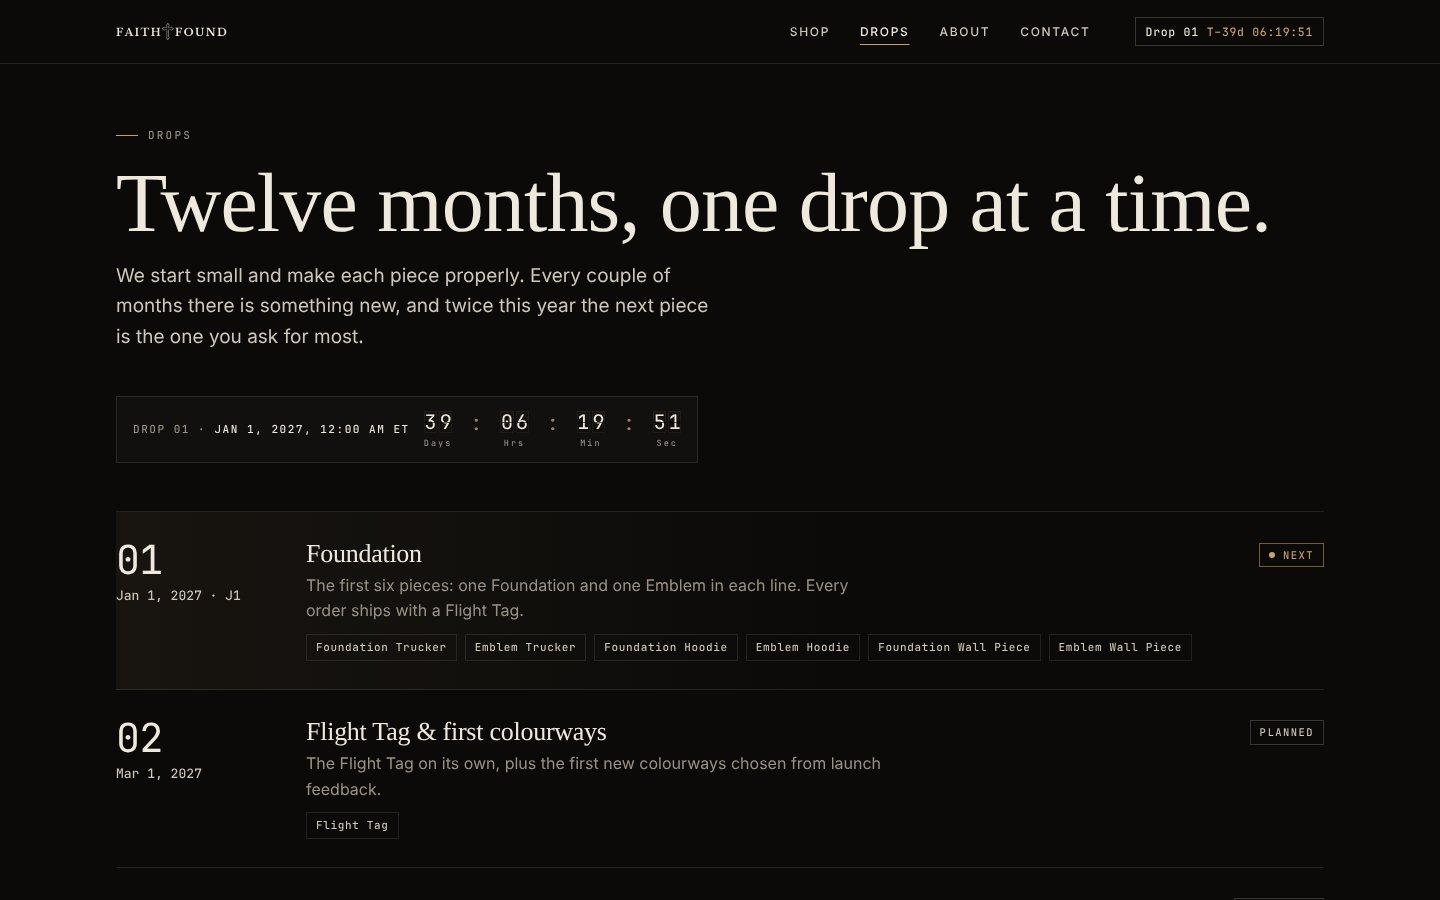 FAITH FOUND
SHOP DROPS ABOUT CONTACT Drop 01 T–39d 06:19:51
DROPS
Twelve months, one drop at a time.
We start small and make each piece properly. Every couple of
months there is something new, and twice this year the next piece
is the one you ask for most.
DROP 01 · JAN 1, 2027, 12:00 AM ET 39 : 06 : 19 : 51
Days Hrs Min Sec
01 Foundation NEXT
The first six pieces: one Foundation and one Emblem in each line. Every
Jan 1, 2027 · J1
order ships with a Flight Tag.
Foundation Trucker Emblem Trucker Foundation Hoodie Emblem Hoodie Foundation Wall Piece Emblem Wall Piece
02 Flight Tag & first colourways PLANNED
The Flight Tag on its own, plus the first new colourways chosen from launch
Mar 1, 2027
feedback.
Flight Tag